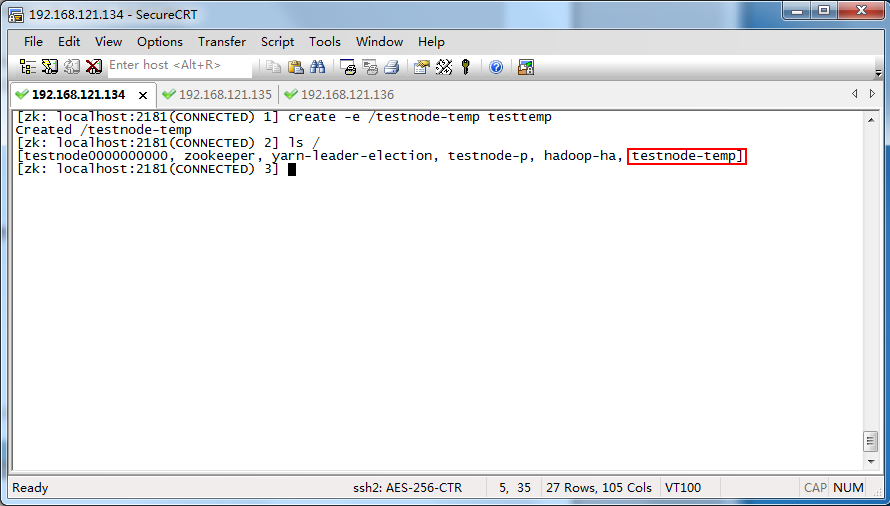 192.168.121.134 - SecureCRT
File Edit View Options Transfer Script Tools Window Help
Enter host <Alt+R>
192.168.121.134 192.168.121.135 192.168.121.136
[zk: localhost:2181(CONNECTED) 1] create -e /testnode-temp testtemp
Created /testnode-temp
[zk: localhost:2181(CONNECTED) 2] ls /
[testnode0000000000, zookeeper, yarn-leader-election, testnode-p, hadoop-ha, testnode-temp]
[zk: localhost:2181(CONNECTED) 3]
Ready ssh2: AES-256-CTR 5, 35 27 Rows, 105 Cols VT100 CAP NUM